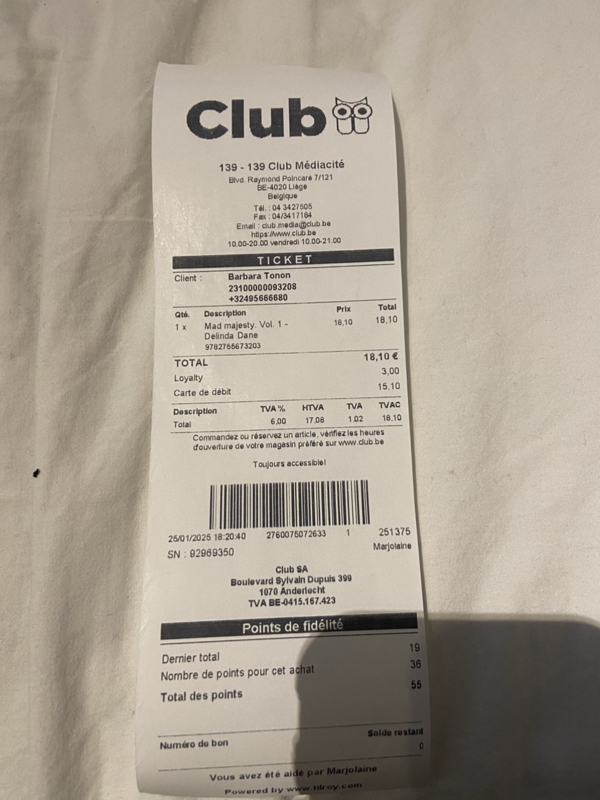 Club
139 - 139 Club Médiacité
Blvd. Raymond Poincaré 7/121
BE-4020 Liège
Belgique
Tél. : 04 3427505
Fax : 04/3417164
Email : club.media@club.be
https://www.club.be
10.00-20.00 vendredi 10.00-21.00
TICKET
Client : Barbara Tonon
23100000093208
+32495666680
Qté. Description Prix Total
1 x Mad majesty. Vol. 1 - 18,10 18,10
Delinda Dane
9782755673203
TOTAL 18,10 €
Loyalty 3,00
Carte de débit 15,10
Description TVA % HTVA TVA TVAC
Total 6,00 17,08 1,02 18,10
Commandez ou réservez un article, vérifiez les heures
d'ouverture de votre magasin préféré sur www.club.be
Toujours accessible!
25/01/2025 18:20:40 2760075072633 1 251375
SN : 92969350 Marjolaine
Club SA
Boulevard Sylvain Dupuis 399
1070 Anderlecht
TVA BE-0415.167.423
Points de fidélité
Dernier total 19
Nombre de points pour cet achat 36
Total des points 55
Numéro de bon Solde restant
0
Vous avez été aidé par Marjolaine
Powered by www.tilroy.com